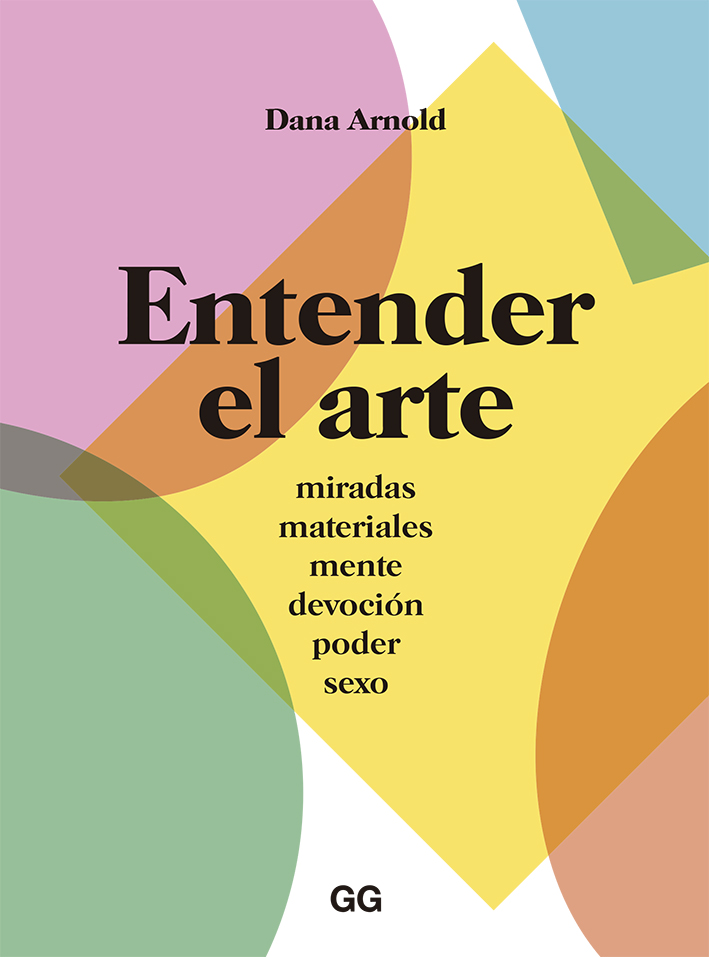 Dana Arnold
Entender
el arte
miradas
materiales
mente
devoción
poder
sexo
GG